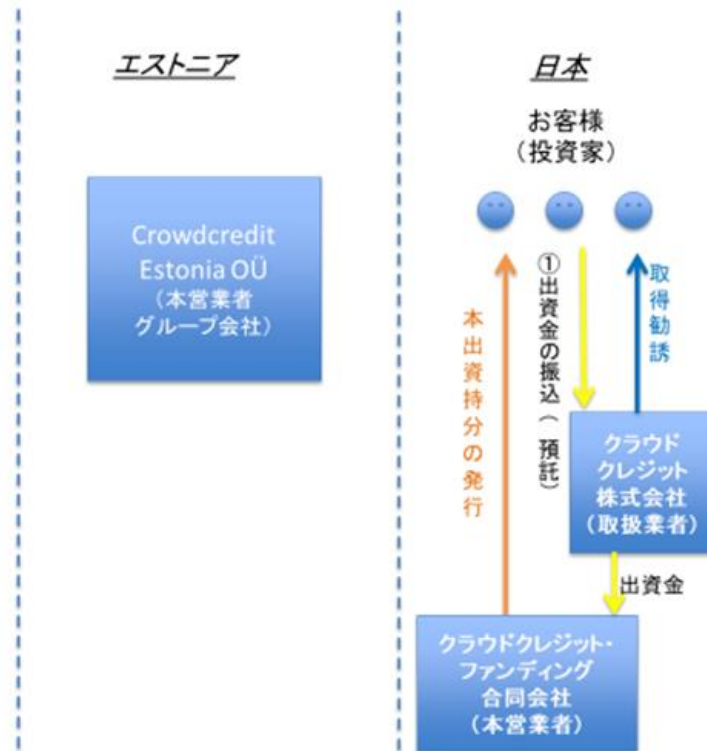 エストニア
Crowdcredit
Estonia OÜ
(本営業者
グループ会社)
日本
お客様
(投資家)
本出資持分の発行
①出資金の振込(預託)
取得勧誘
クラウド
クレジット
株式会社
(取扱業者)
出資金
クラウドクレジット・
ファンディング
合同会社
(本営業者)